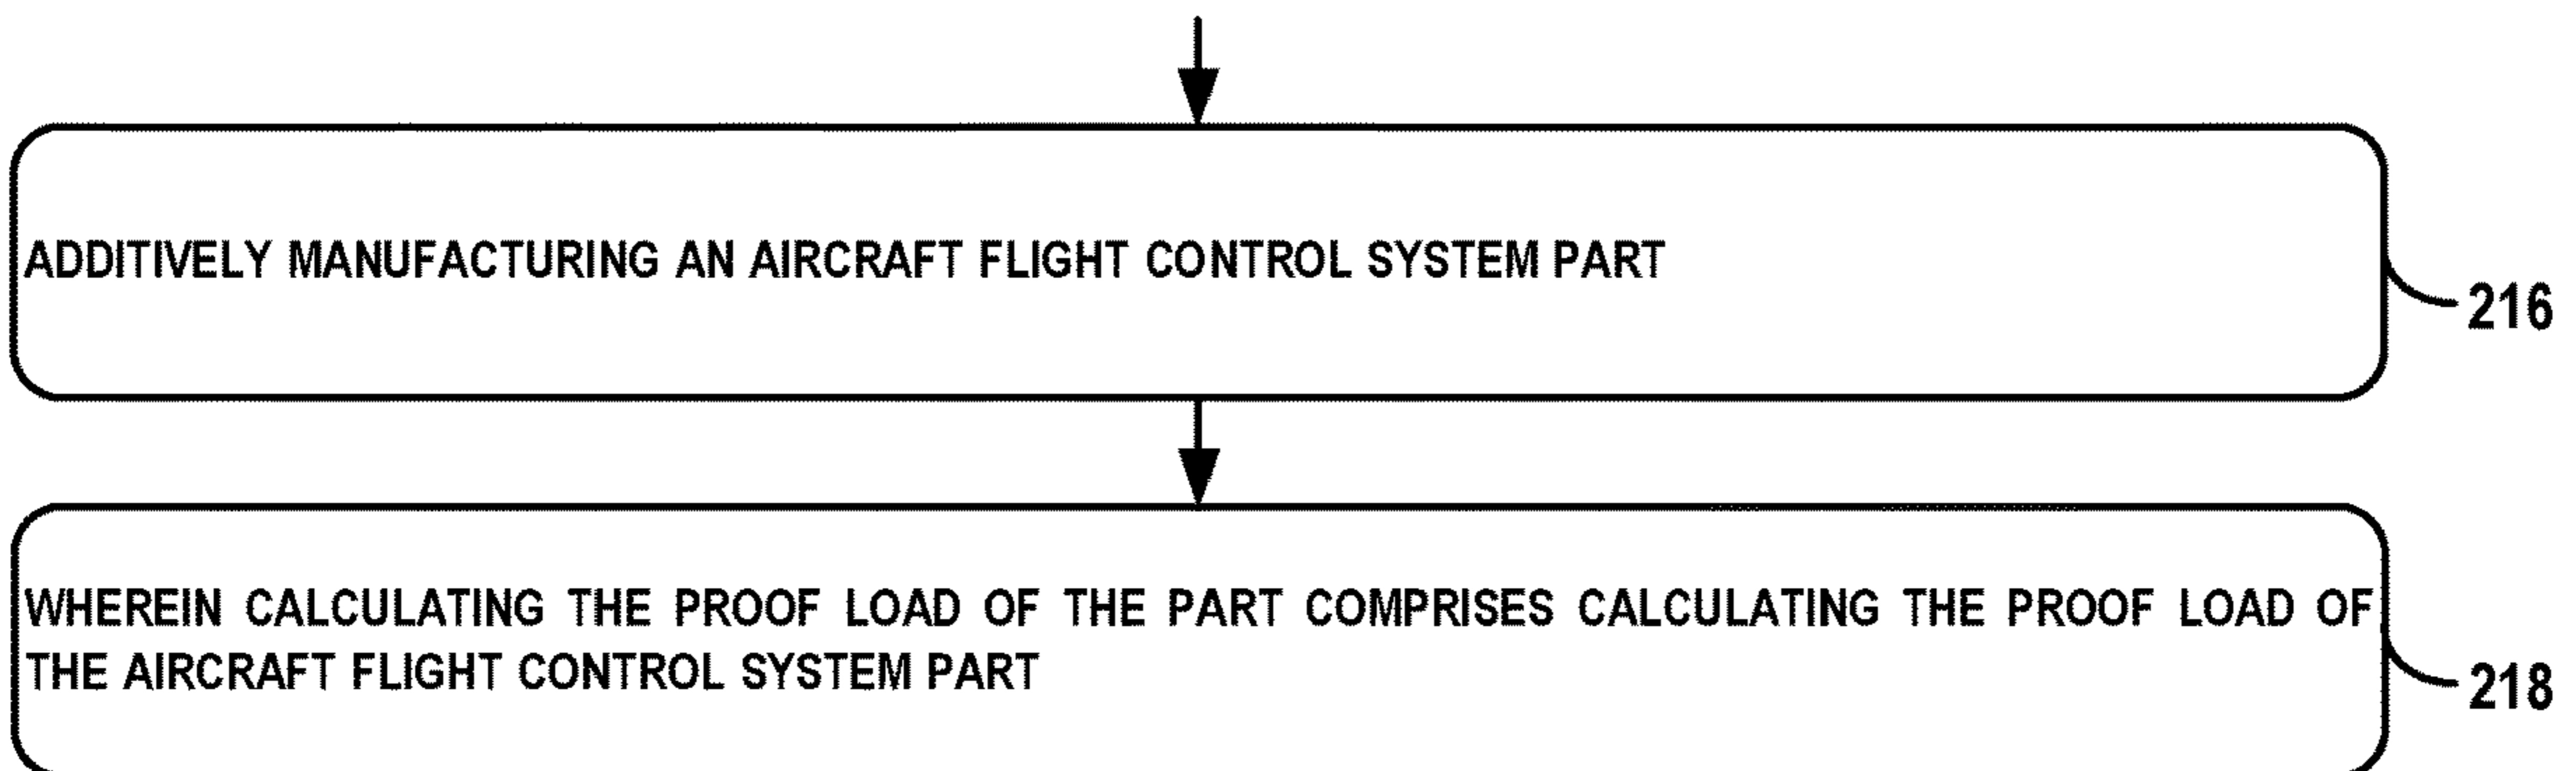 ADDITIVELY MANUFACTURING AN AIRCRAFT FLIGHT CONTROL SYSTEM PART
216
WHEREIN CALCULATING THE PROOF LOAD OF THE PART COMPRISES CALCULATING THE PROOF LOAD OF
THE AIRCRAFT FLIGHT CONTROL SYSTEM PART
218